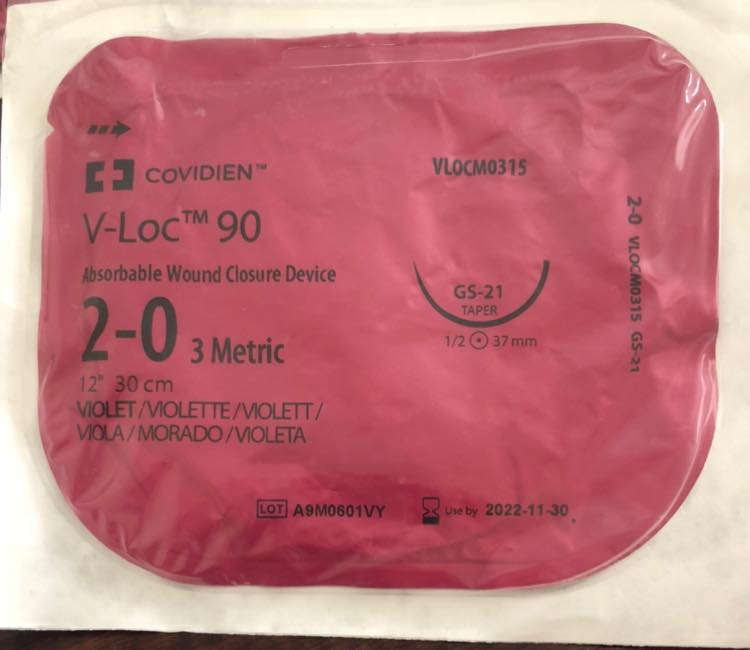 COVIDIEN™
VLOCM0315
V-Loc™ 90
Absorbable Wound Closure Device
2-0 3 Metric
12" 30 cm
VIOLET/VIOLETTE/VIOLETT/
VIOLA/MORADO/VIOLETA
GS-21
TAPER
1/2 37 mm
2-0 VLOCM0315 GS-21
LOT A9M0601VY
Use by 2022-11-30